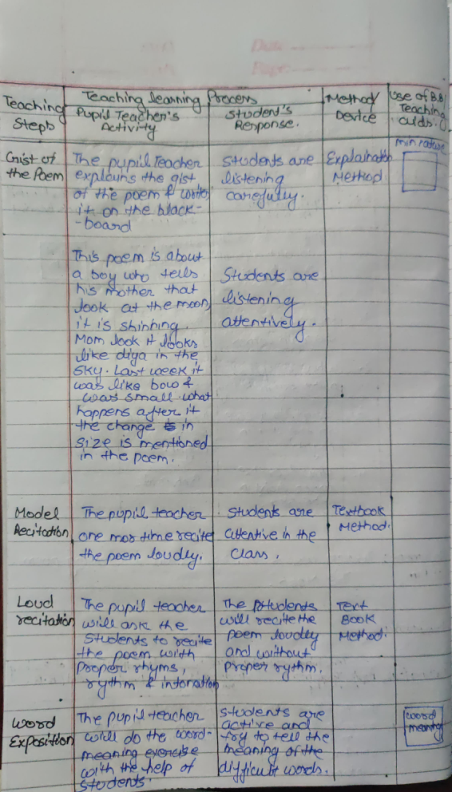 Date
Page
Teaching Steps
Teaching learning Process
Pupil Teacher's Activity
Student's Response.
Method/ Device
Use of B.B/ Teaching aids.
Gist of the Poem
The pupil Teacher
explains the gist
of the poem & writes
it on the black-
-board
Students are
listening
carefully.
Explanation
Method
miniature
This poem is about
a boy who tells
his mother that
look at the moon,
it is shinning.
Mom look it looks
like diya in the
sky. Last week it
was like bow &
was small what
happens after it
the change in
size is mentioned
in the poem.
Students are
listening
attentively.
Model
Recitation
The pupil teacher
one mor time recite
the poem loudly.
Students are
attentive in the
class.
Textbook
Method.
Loud
recitation
The pupil teacher
will ask the
students to recite
the poem with
proper rhyms,
rythm & intonation
The students
will recite the
poem loudly
and without
proper rythm.
Text
Book
Method.
Word
Exposition
The pupil teacher
will do the word-
meaning exercise
with the help of
students.
Students are
active and
try to tell the
meaning of the
difficult words.
word
meaning